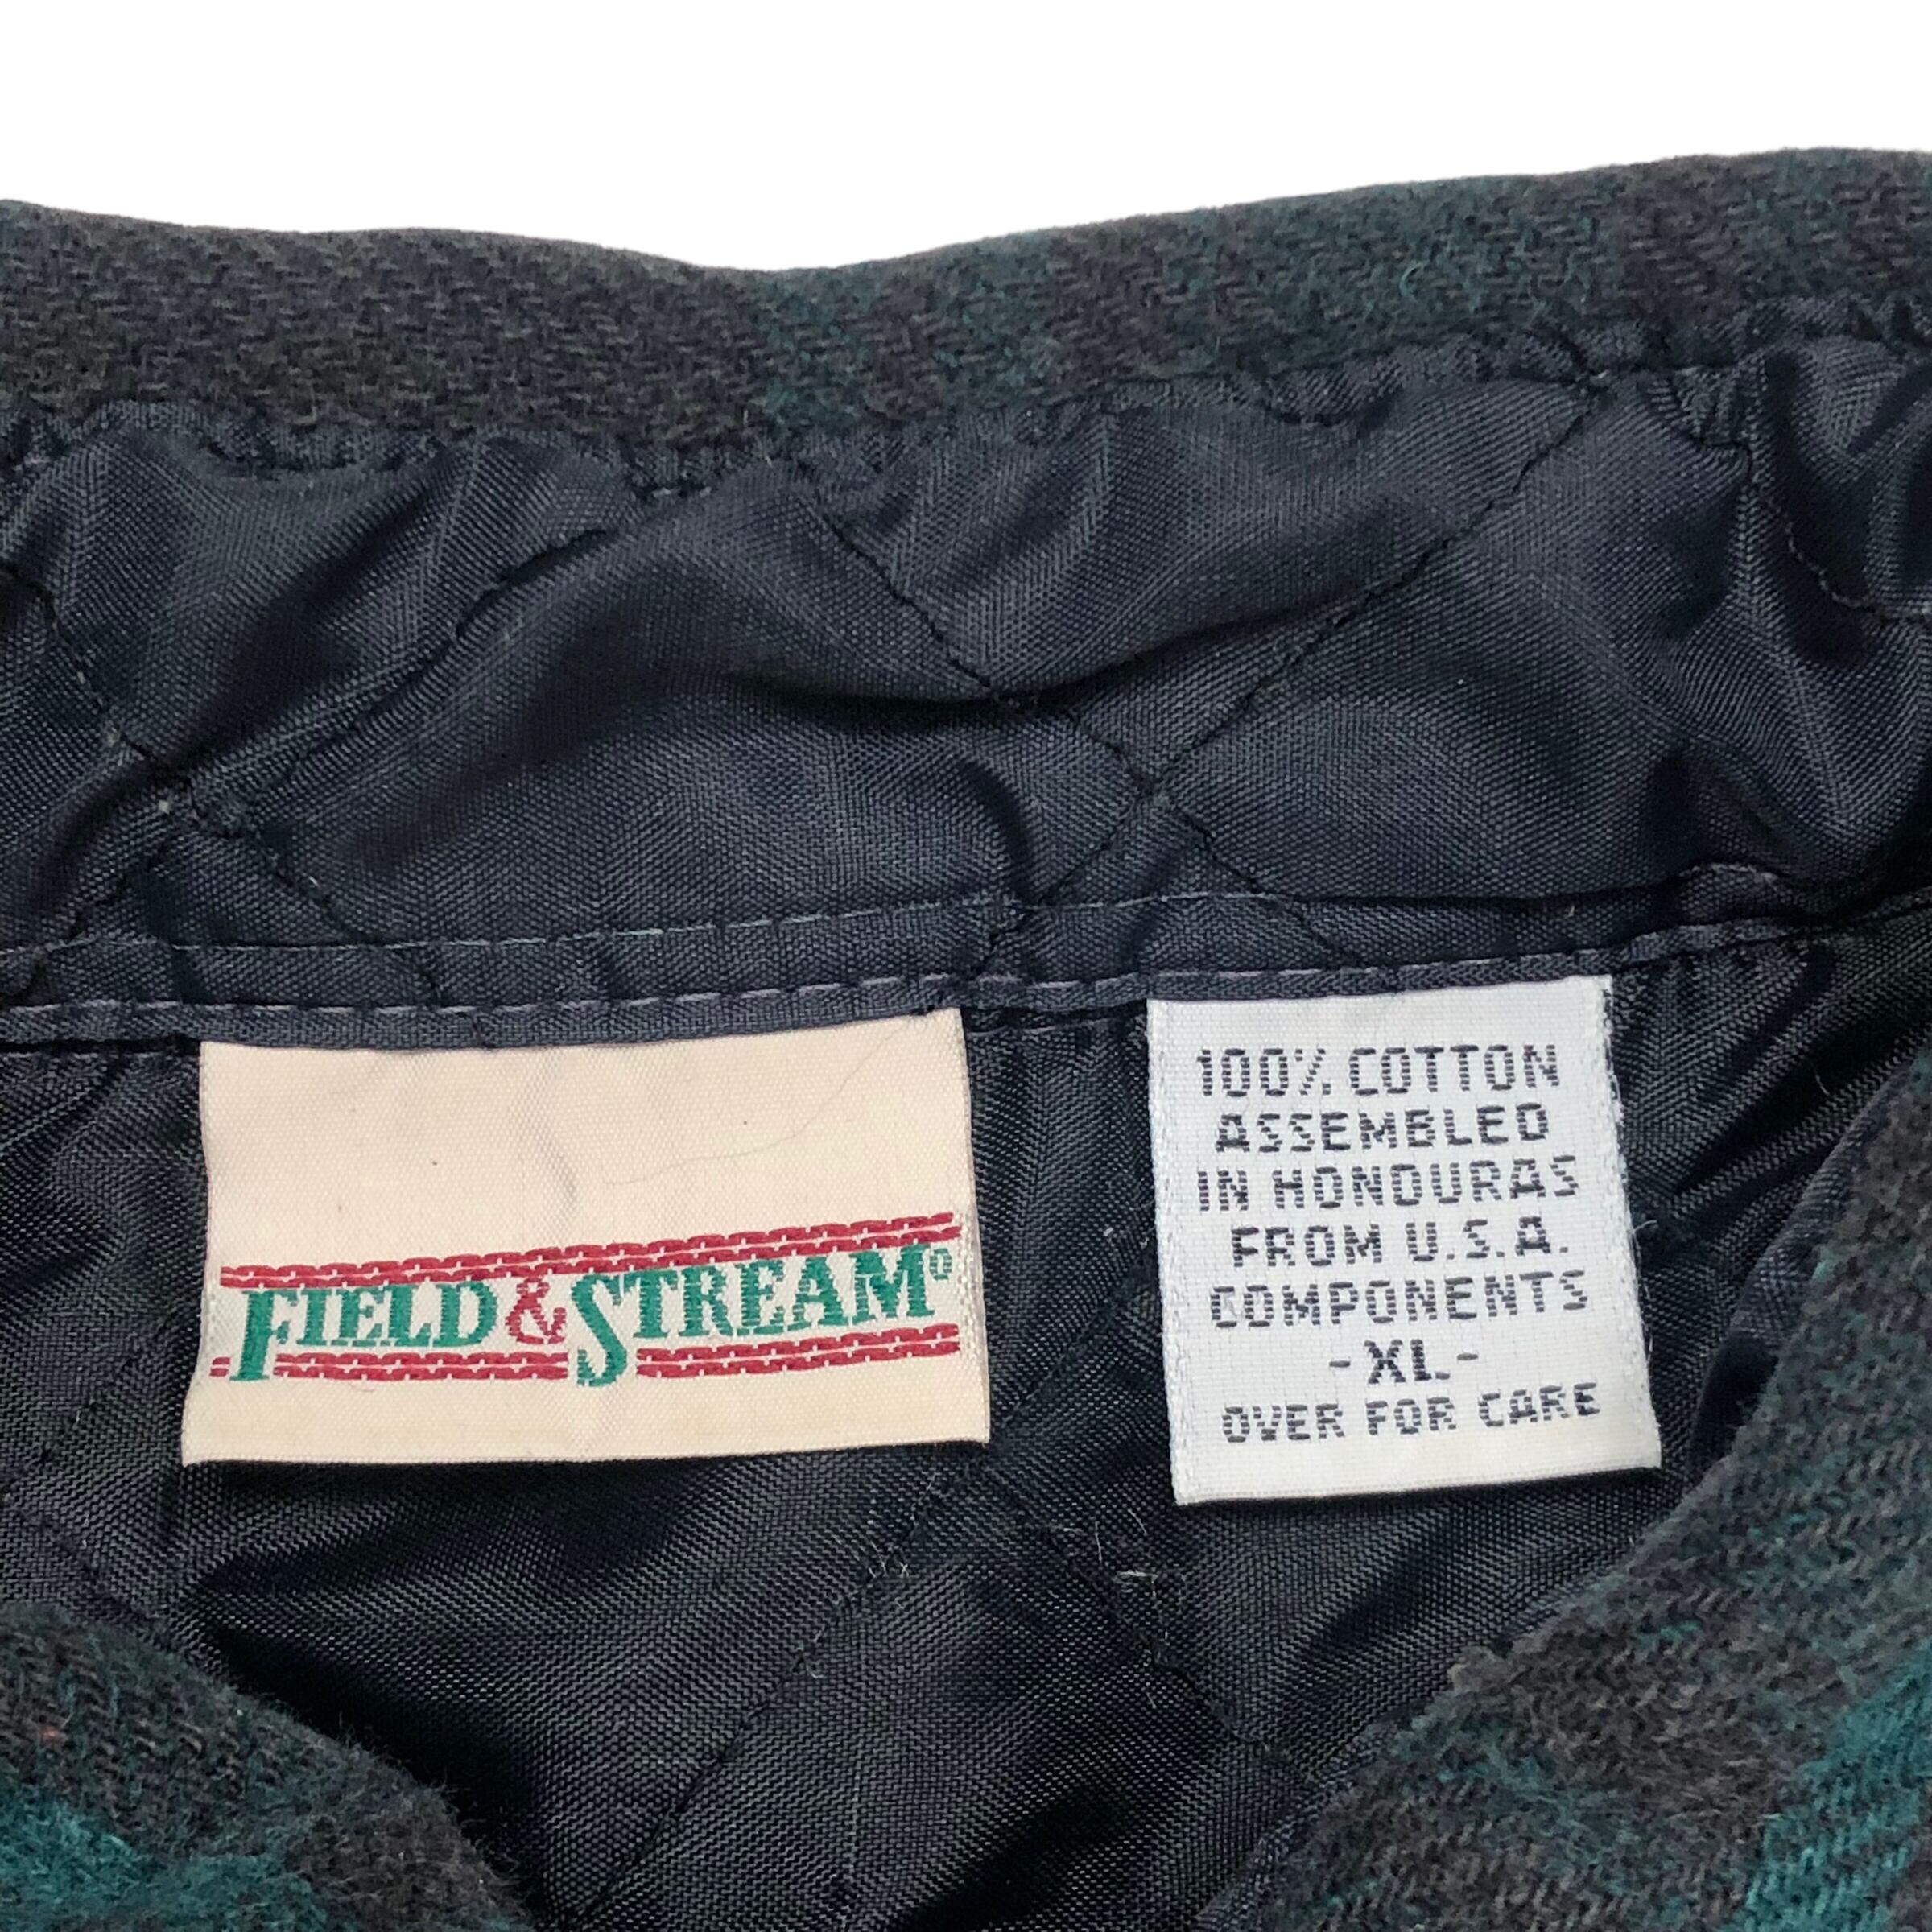 FIELD & STREAM®
100% COTTON
ASSEMBLED
IN HONDURAS
FROM U.S.A.
COMPONENTS
- XL -
OVER FOR CARE